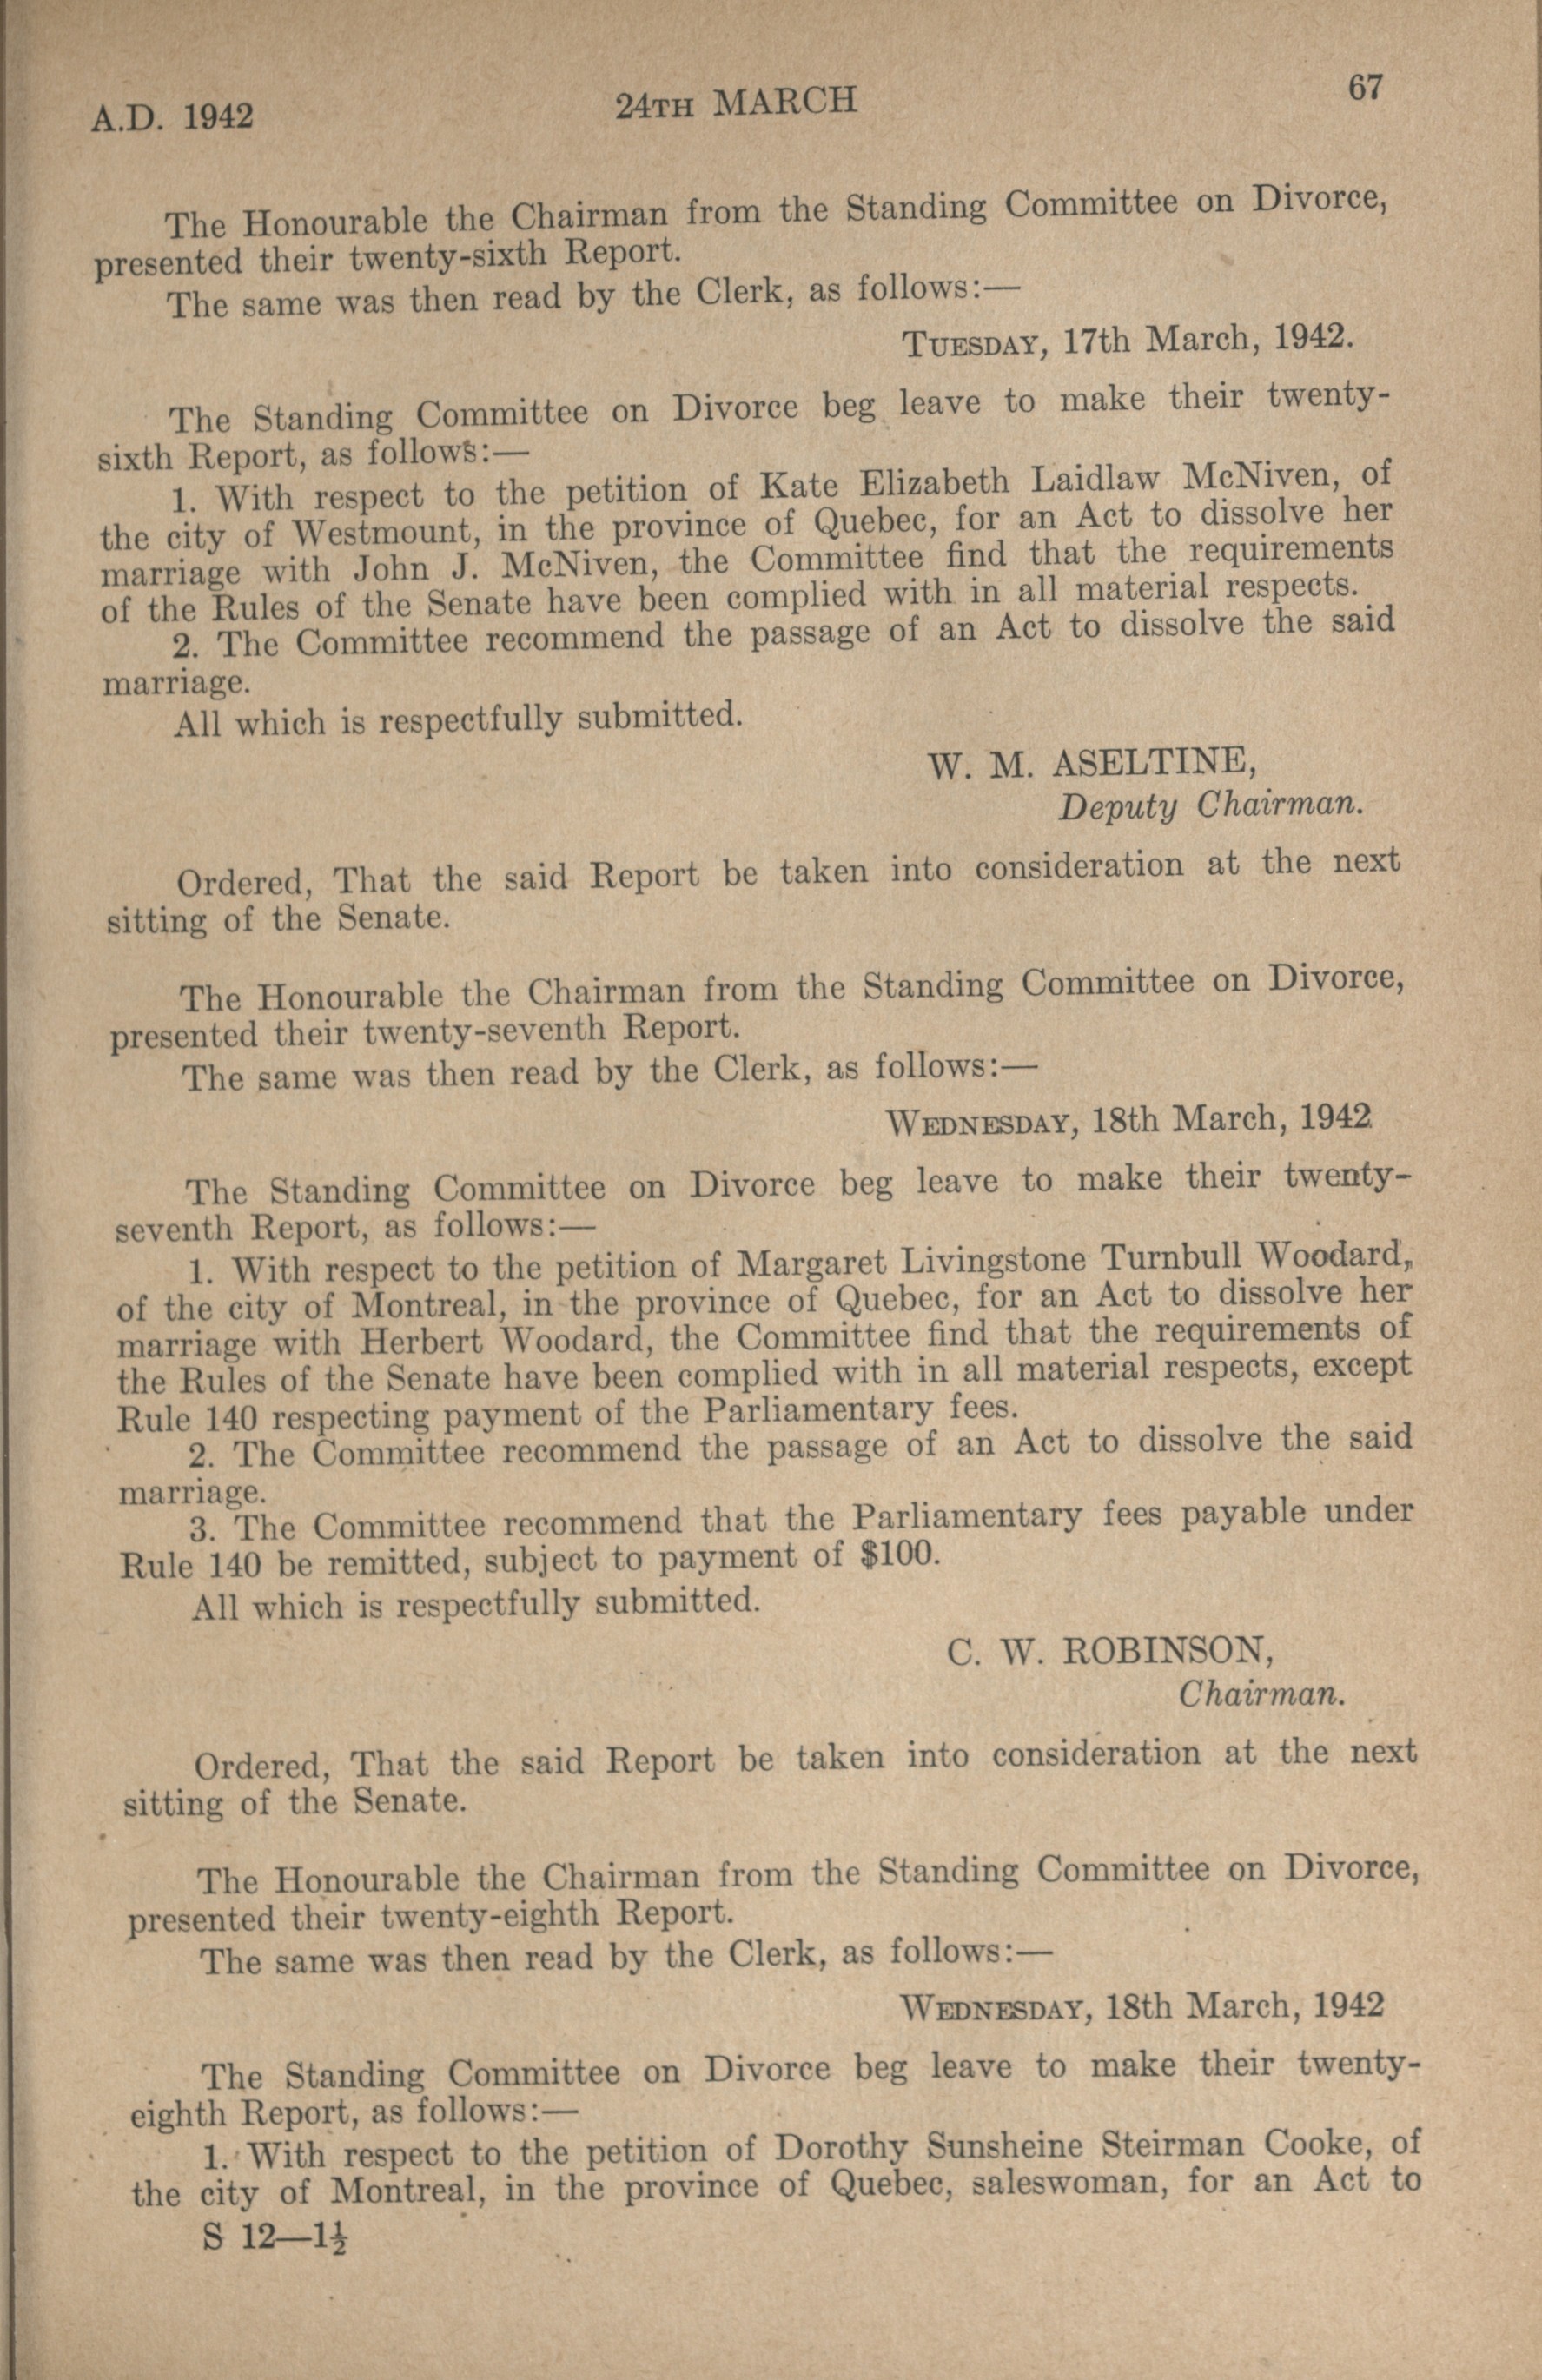 A.D. 1942
24TH MARCH
67
The Honourable the Chairman from the Standing Committee on Divorce,
presented their twenty-sixth Report.
The same was then read by the Clerk, as follows:—
TUESDAY, 17th March, 1942.
The Standing Committee on Divorce beg leave to make their twenty-
sixth Report, as follows:—
1. With respect to the petition of Kate Elizabeth Laidlaw McNiven, of
the city of Westmount, in the province of Quebec, for an Act to dissolve her
marriage with John J. McNiven, the Committee find that the requirements
of the Rules of the Senate have been complied with in all material respects.
2. The Committee recommend the passage of an Act to dissolve the said
marriage.
All which is respectfully submitted.
W. M. ASELTINE,
Deputy Chairman.
Ordered, That the said Report be taken into consideration at the next
sitting of the Senate.
The Honourable the Chairman from the Standing Committee on Divorce,
presented their twenty-seventh Report.
The same was then read by the Clerk, as follows:—
WEDNESDAY, 18th March, 1942
The Standing Committee on Divorce beg leave to make their twenty-
seventh Report, as follows:—
1. With respect to the petition of Margaret Livingstone Turnbull Woodard,
of the city of Montreal, in the province of Quebec, for an Act to dissolve her
marriage with Herbert Woodard, the Committee find that the requirements of
the Rules of the Senate have been complied with in all material respects, except
Rule 140 respecting payment of the Parliamentary fees.
2. The Committee recommend the passage of an Act to dissolve the said
marriage.
3. The Committee recommend that the Parliamentary fees payable under
Rule 140 be remitted, subject to payment of $100.
All which is respectfully submitted.
C. W. ROBINSON,
Chairman.
Ordered, That the said Report be taken into consideration at the next
sitting of the Senate.
The Honourable the Chairman from the Standing Committee on Divorce,
presented their twenty-eighth Report.
The same was then read by the Clerk, as follows:—
WEDNESDAY, 18th March, 1942
The Standing Committee on Divorce beg leave to make their twenty-
eighth Report, as follows:—
1. With respect to the petition of Dorothy Sunsheine Steirman Cooke, of
the city of Montreal, in the province of Quebec, saleswoman, for an Act to
S 12—1½